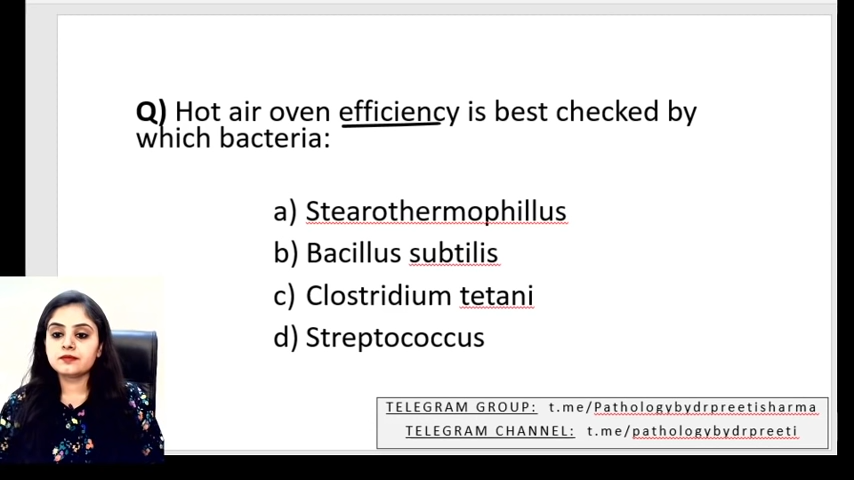 Q) Hot air oven efficiency is best checked by
which bacteria:
a) Stearothermophillus
b) Bacillus subtilis
c) Clostridium tetani
d) Streptococcus
TELEGRAM GROUP: t.me/Pathologybydrpreetisharma
TELEGRAM CHANNEL: t.me/pathologybydrpreeti